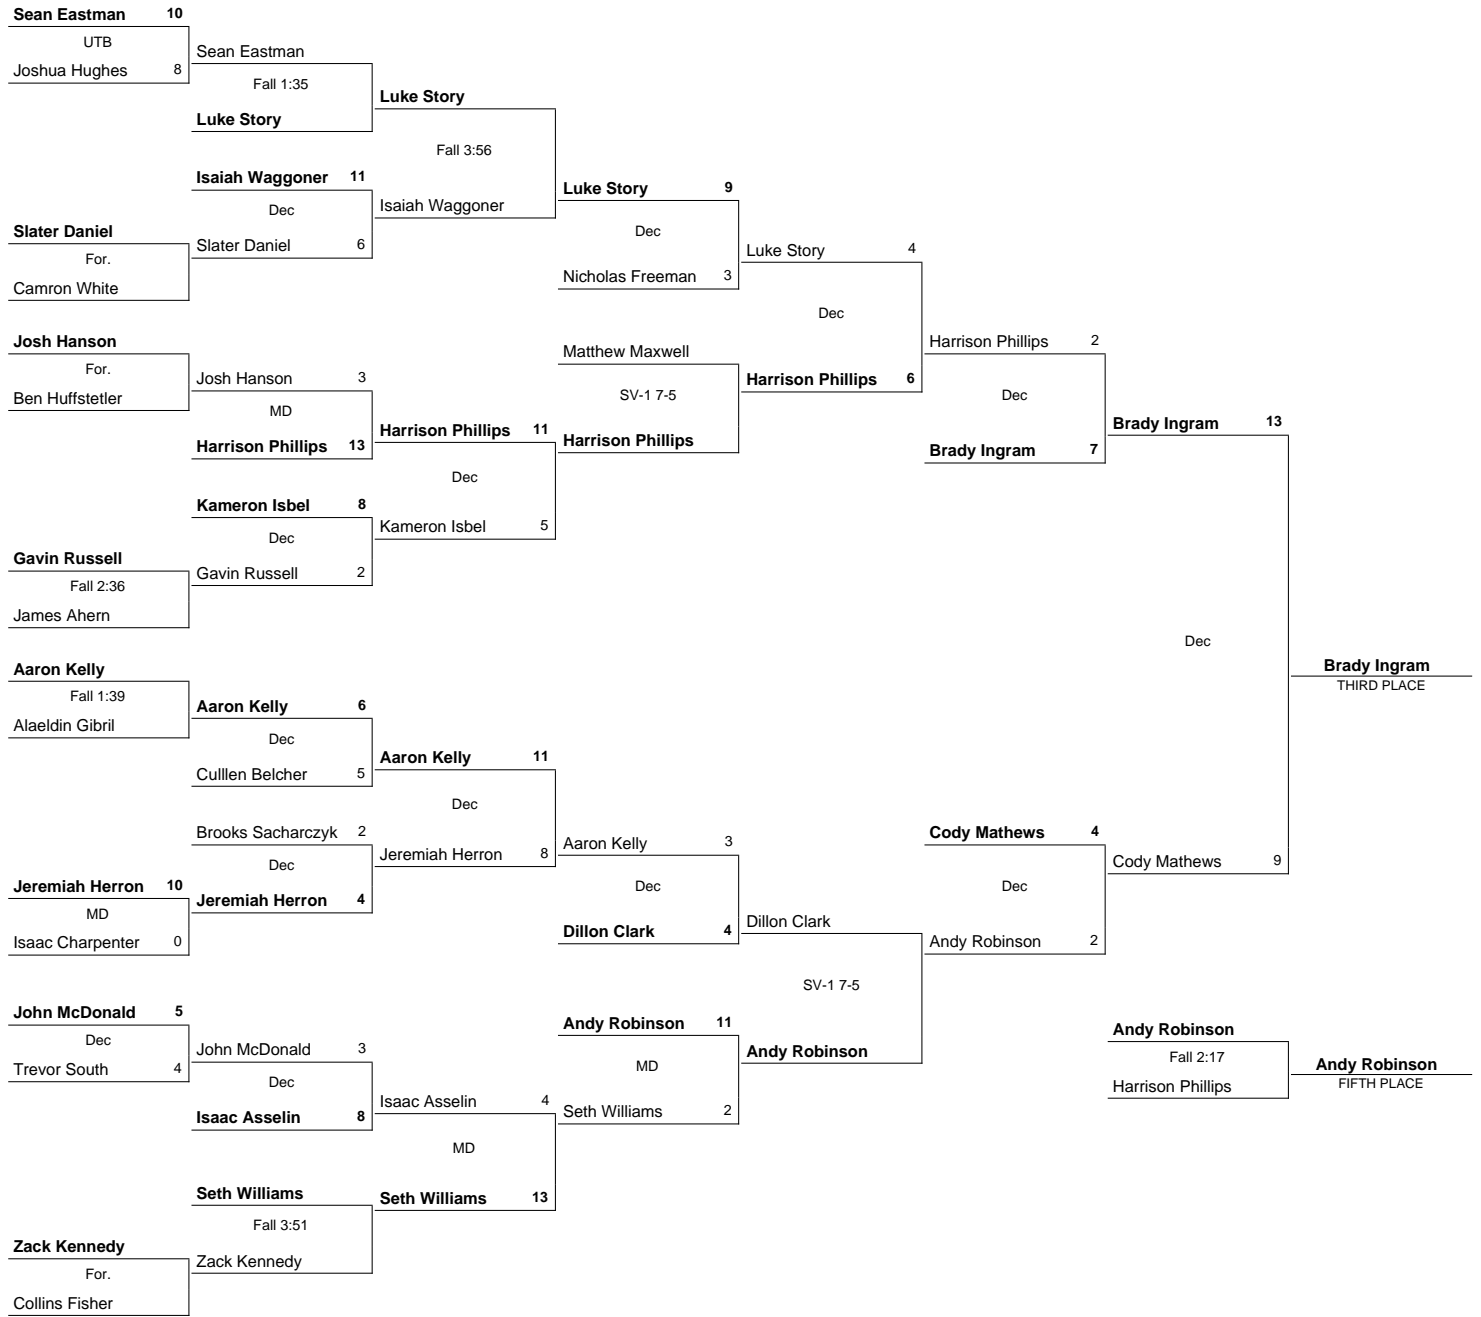 Sean Eastman 10
UTB
Joshua Hughes 8
Slater Daniel
For.
Camron White
Josh Hanson
For.
Ben Huffstetler
Gavin Russell
Fall 2:36
James Ahern
Aaron Kelly
Fall 1:39
Alaeldin Gibril
Jeremiah Herron 10
MD
Isaac Charpenter 0
John McDonald 5
Dec
Trevor South 4
Zack Kennedy
For.
Collins Fisher
Sean Eastman
Fall 1:35
Luke Story
Isaiah Waggoner 11
Dec
Slater Daniel 6
Josh Hanson 3
MD
Harrison Phillips 13
Kameron Isbel 8
Dec
Gavin Russell 2
Aaron Kelly 6
Dec
Culllen Belcher 5
Brooks Sacharczyk 2
Dec
Jeremiah Herron 4
John McDonald 3
Dec
Isaac Asselin 8
Seth Williams
Fall 3:51
Zack Kennedy
Luke Story
Fall 3:56
Isaiah Waggoner
Harrison Phillips 11
Dec
Kameron Isbel 5
Aaron Kelly 11
Dec
Jeremiah Herron 8
Isaac Asselin 4
MD
Seth Williams 13
Luke Story 9
Dec
Nicholas Freeman 3
Matthew Maxwell
SV-1 7-5
Harrison Phillips
Aaron Kelly 3
Dec
Dillon Clark 4
Andy Robinson 11
MD
Seth Williams 2
Luke Story 4
Dec
Harrison Phillips 6
Dillon Clark
SV-1 7-5
Andy Robinson
Harrison Phillips 2
Dec
Brady Ingram 7
Cody Mathews 4
Dec
Andy Robinson 2
Brady Ingram 13
Dec
Cody Mathews 9
Andy Robinson
Fall 2:17
Harrison Phillips
Brady Ingram
THIRD PLACE
Andy Robinson
FIFTH PLACE